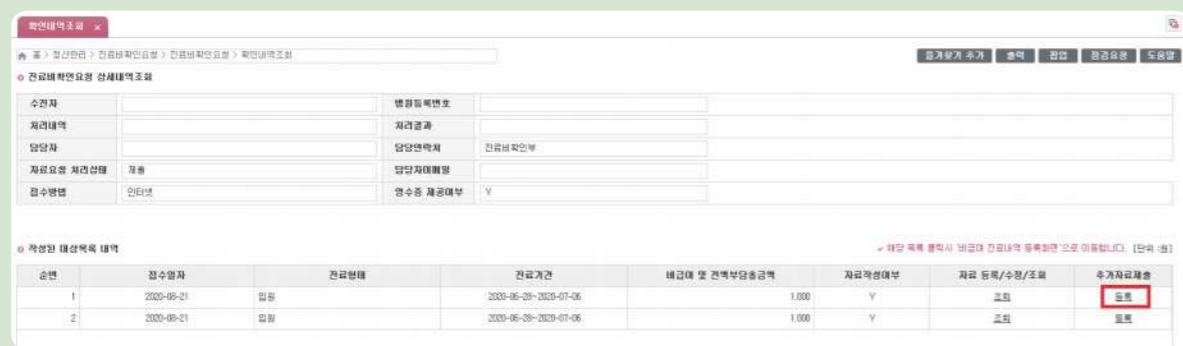 확인내역조회 ×
홈 > 정산관리 > 진료비확인요청 > 진료비확인요청 > 확인내역조회
즐겨찾기 추가 출력 팝업 점검요청 도움말
진료비확인요청 상세내역조회
수진자 병원등록번호
처리내역 처리결과
담당자 담당연락처 진료비확인부
자료요청 처리상태 제출 담당자이메일
접수방법 인터넷 영수증 제공여부 Y
작성된 대상목록 내역
✓ 해당 목록 클릭시 '비급여 진료내역 등록화면'으로 이동합니다. [단위 :원]
순번 접수일자 진료형태 진료기간 비급여 및 전액부담총금액 자료작성여부 자료 등록/수정/조회 추가자료제출
1 2020-08-21 입원 2020-06-28~2020-07-06 1,000 Y 조회 등록
2 2020-08-21 입원 2020-06-28~2020-07-06 1,000 Y 조회 등록